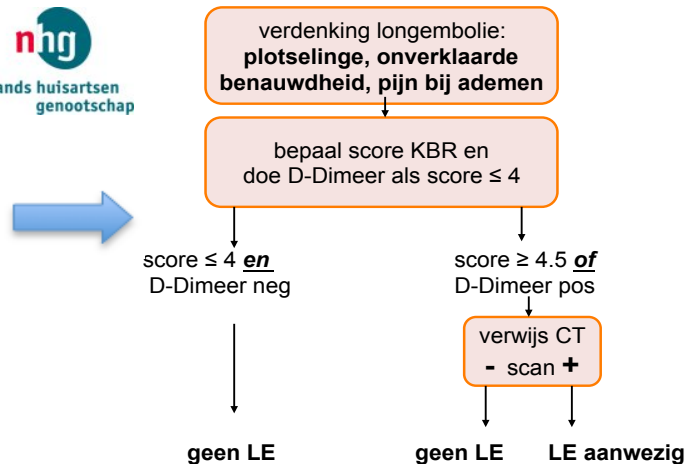 nhg
ands huisartsen
genootschap
verdenking longembolie:
plotselinge, onverklaarde
benauwdheid, pijn bij ademen
bepaal score KBR en
doe D-Dimeer als score ≤ 4
score ≤ 4 en
D-Dimeer neg
score ≥ 4.5 of
D-Dimeer pos
verwijs CT
- scan +
geen LE
geen LE
LE aanwezig